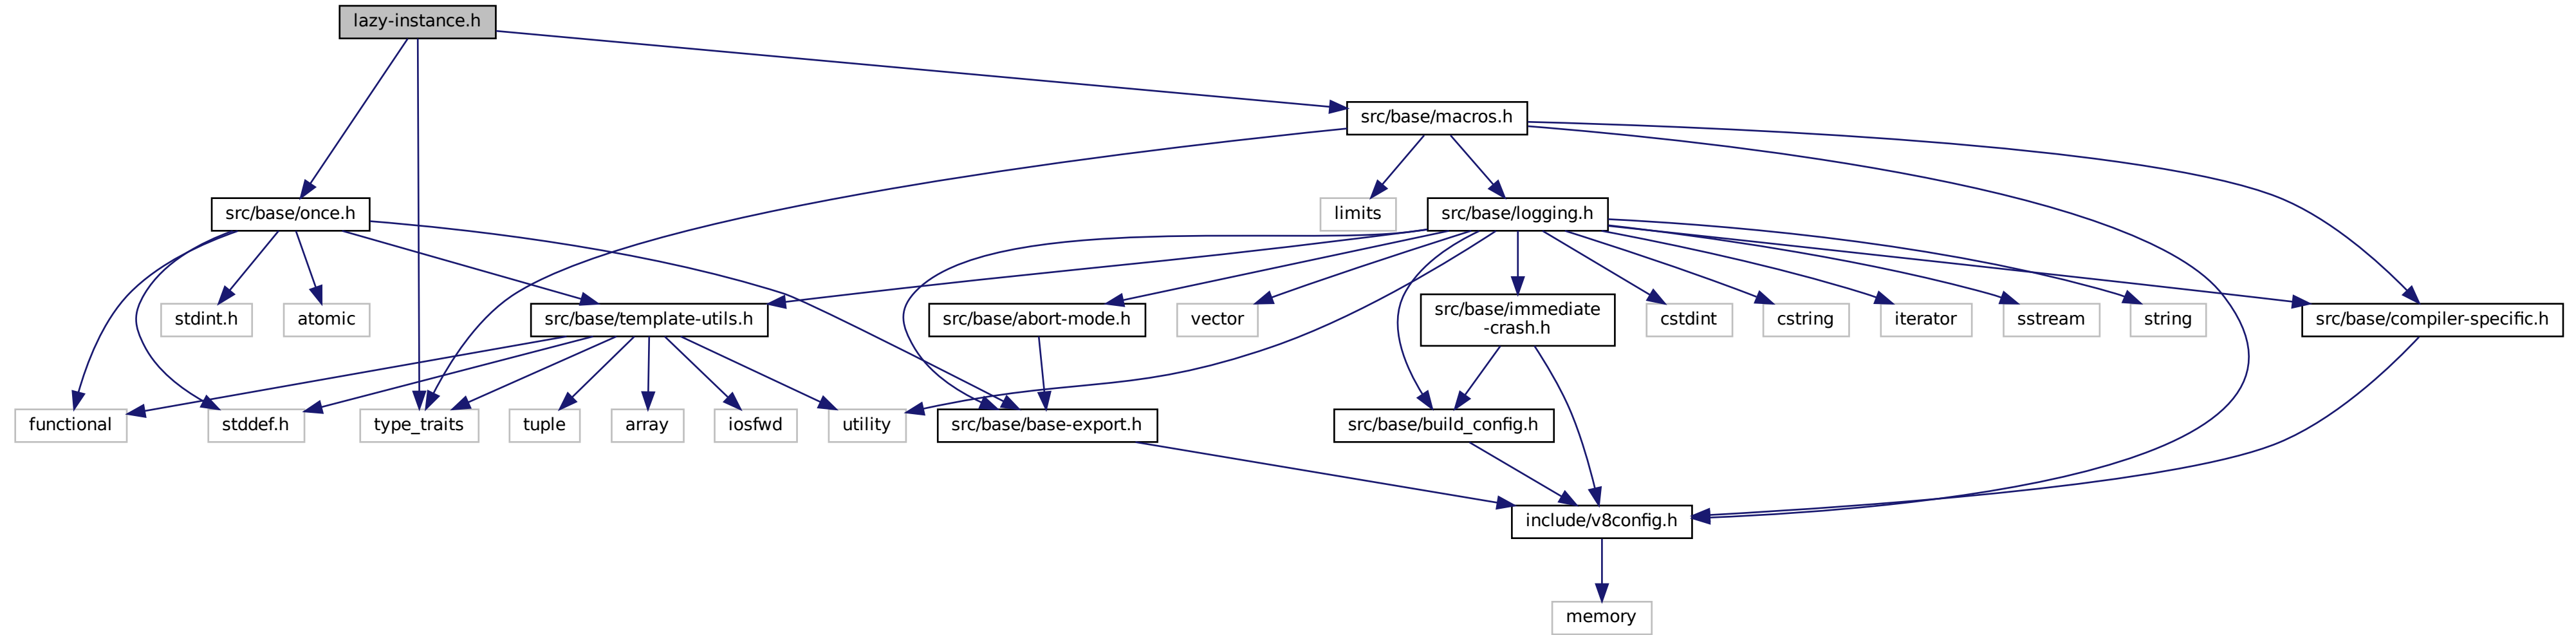 lazy-instance.h
src/base/macros.h
src/base/once.h
limits
src/base/logging.h
stdint.h
atomic
src/base/template-utils.h
src/base/abort-mode.h
vector
src/base/immediate
-crash.h
cstdint
cstring
iterator
sstream
string
src/base/compiler-specific.h
functional
stddef.h
type_traits
tuple
array
iosfwd
utility
src/base/base-export.h
src/base/build_config.h
include/v8config.h
memory